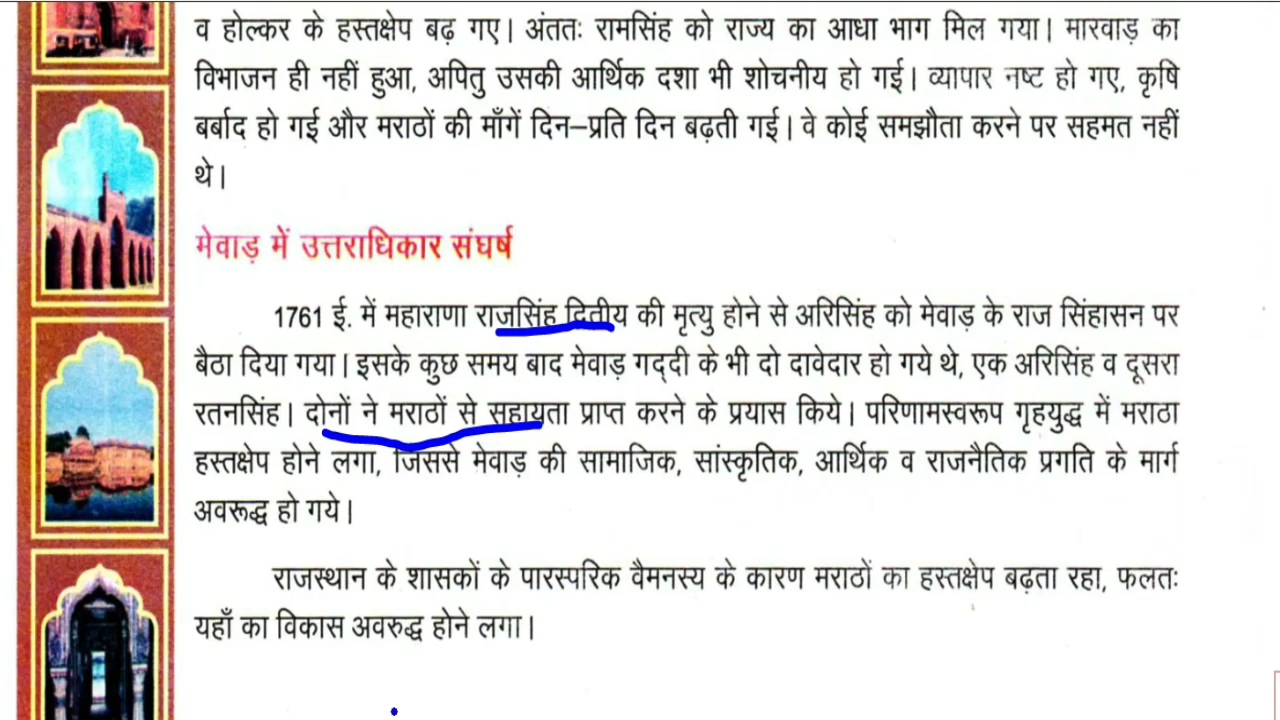 व होल्कर के हस्तक्षेप बढ़ गए। अंततः रामसिंह को राज्य का आधा भाग मिल गया। मारवाड़ का
विभाजन ही नहीं हुआ, अपितु उसकी आर्थिक दशा भी शोचनीय हो गई। व्यापार नष्ट हो गए, कृषि
बर्बाद हो गई और मराठों की माँगें दिन–प्रति दिन बढ़ती गई। वे कोई समझौता करने पर सहमत नहीं
थे।
मेवाड़ में उत्तराधिकार संघर्ष
1761 ई. में महाराणा राजसिंह द्वितीय की मृत्यु होने से अरिसिंह को मेवाड़ के राज सिंहासन पर
बैठा दिया गया। इसके कुछ समय बाद मेवाड़ गद्दी के भी दो दावेदार हो गये थे, एक अरिसिंह व दूसरा
रतनसिंह। दोनों ने मराठों से सहायता प्राप्त करने के प्रयास किये। परिणामस्वरूप गृहयुद्ध में मराठा
हस्तक्षेप होने लगा, जिससे मेवाड़ की सामाजिक, सांस्कृतिक, आर्थिक व राजनैतिक प्रगति के मार्ग
अवरूद्ध हो गये।
राजस्थान के शासकों के पारस्परिक वैमनस्य के कारण मराठों का हस्तक्षेप बढ़ता रहा, फलतः
यहाँ का विकास अवरुद्ध होने लगा।